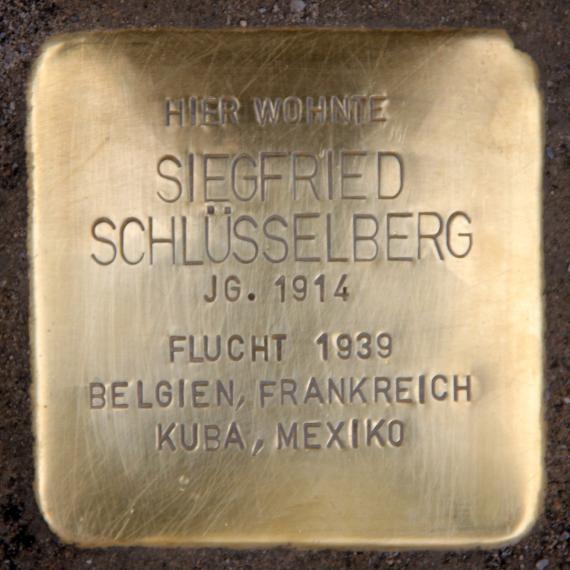 HIER WOHNTE
SIEGFRIED
SCHLÜSSELBERG
JG. 1914
FLUCHT 1939
BELGIEN, FRANKREICH
KUBA, MEXIKO